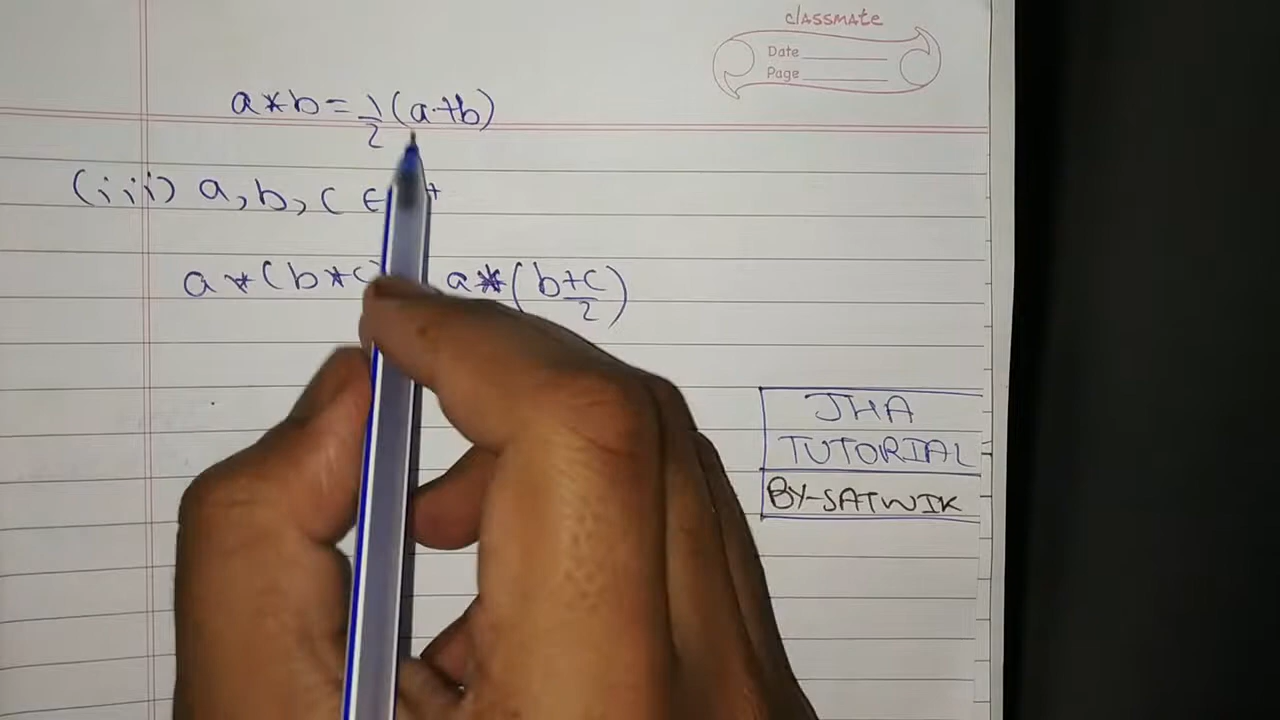 classmate
Date
Page
a*b = 1/2 (a+b)
(iii) a, b, c ∈ +
a*(b*c) a*(b+c/2)
JHA
TUTORIAL
BY-SATWIK